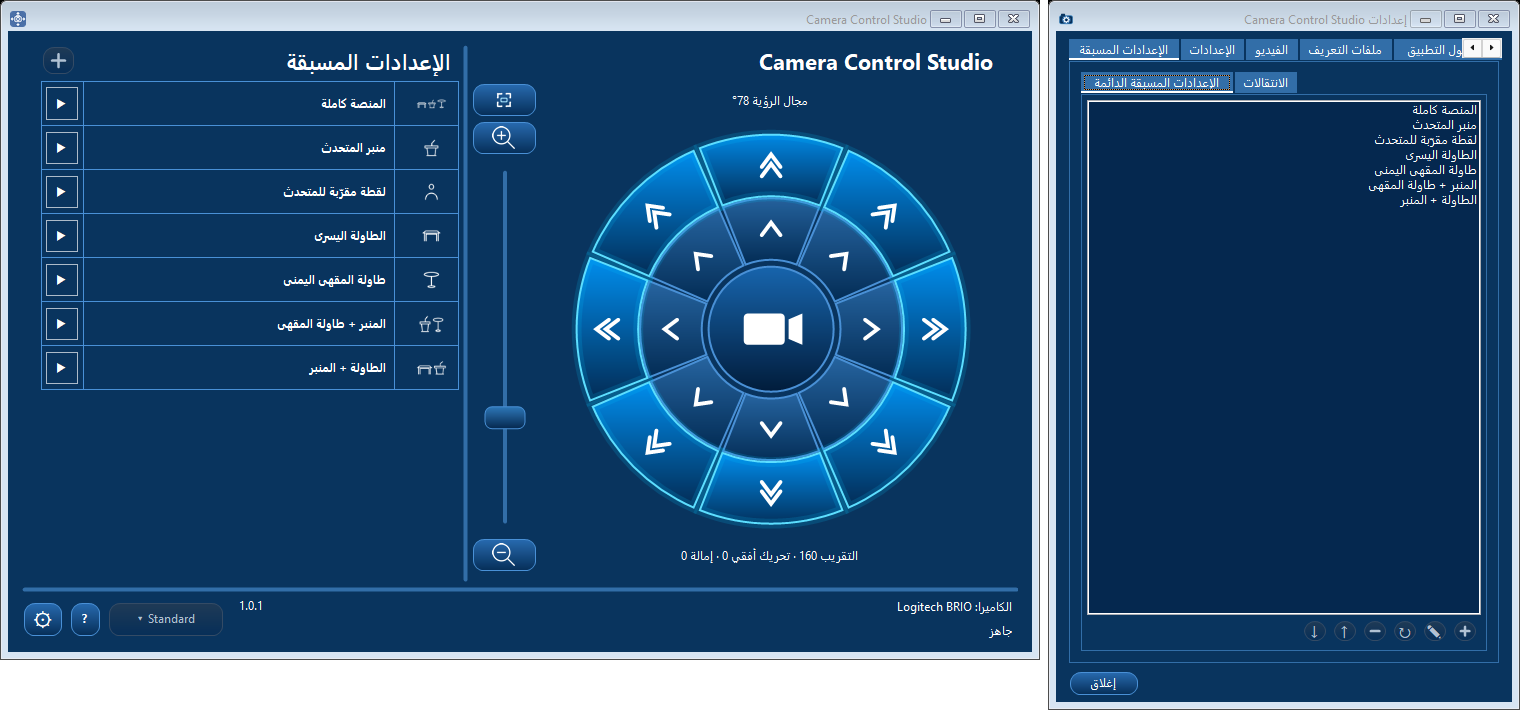 Camera Control Studio
الإعدادات المسبقة
المنصة كاملة
منبر المتحدث
لقطة مقرّبة للمتحدث
الطاولة اليسرى
طاولة المقهى اليمنى
المنبر + طاولة المقهى
الطاولة + المنبر
Camera Control Studio
مجال الرؤية 78°
التقريب 160 · تحريك أفقي 0 · إمالة 0
الكاميرا: Logitech BRIO
جاهز
1.0.1
Standard
?
إعدادات Camera Control Studio
الإعدادات المسبقة
الإعدادات
الفيديو
ملفات التعريف
ول التطبيق
الإعدادات المسبقة الدائمة
الانتقالات
المنصة كاملة
منبر المتحدث
لقطة مقرّبة للمتحدث
الطاولة اليسرى
طاولة المقهى اليمنى
المنبر + طاولة المقهى
الطاولة + المنبر
إغلاق